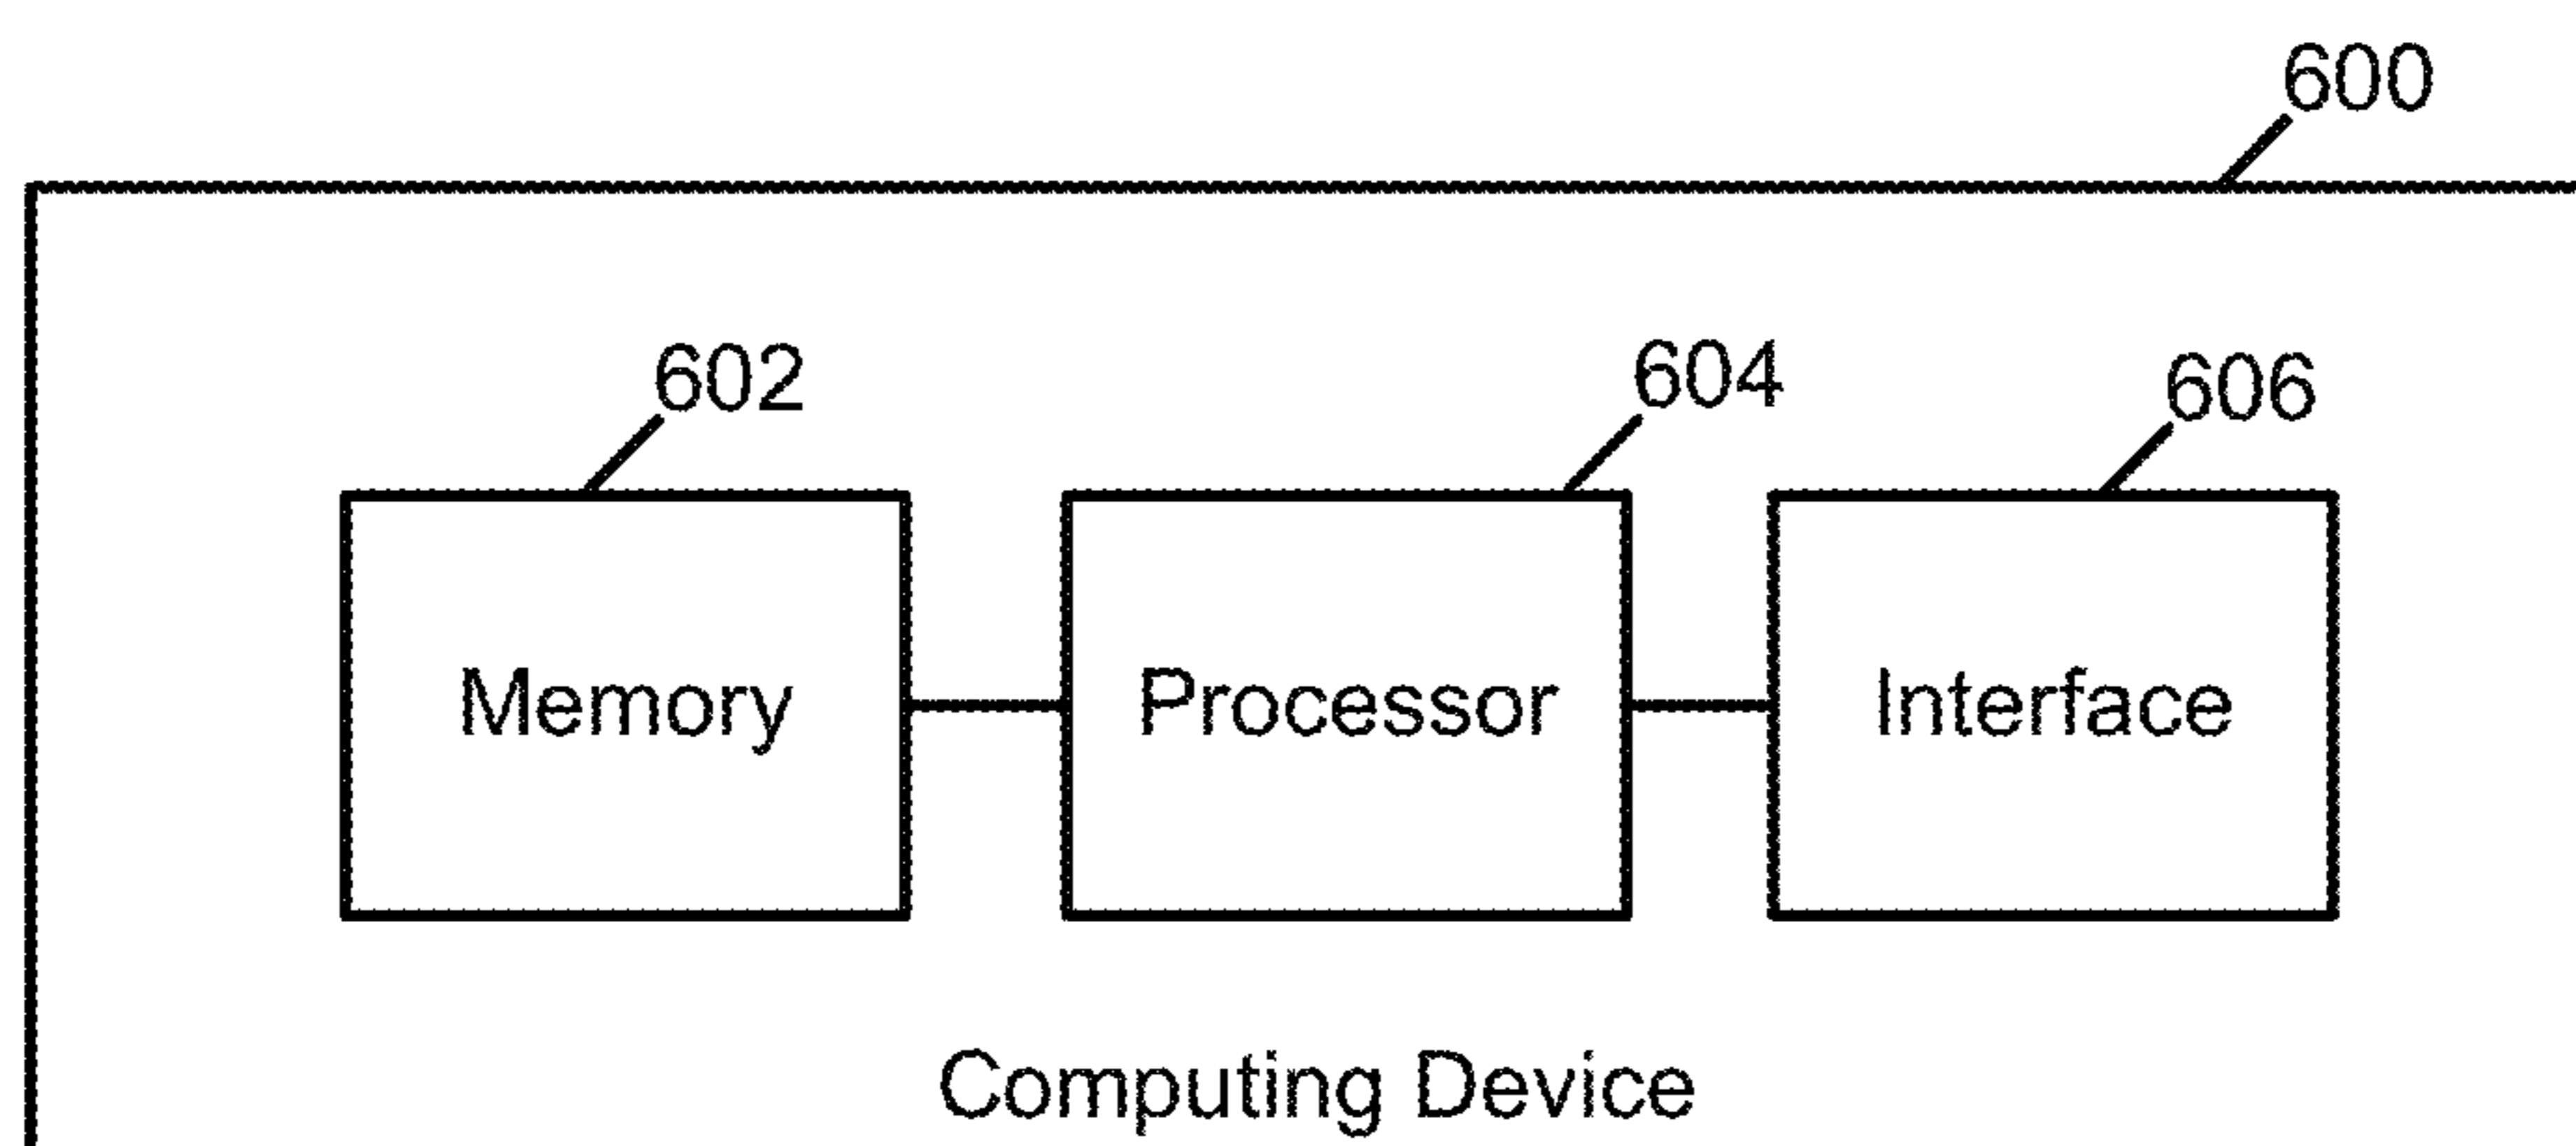 600
602
604
606
Memory
Processor
Interface
Computing Device